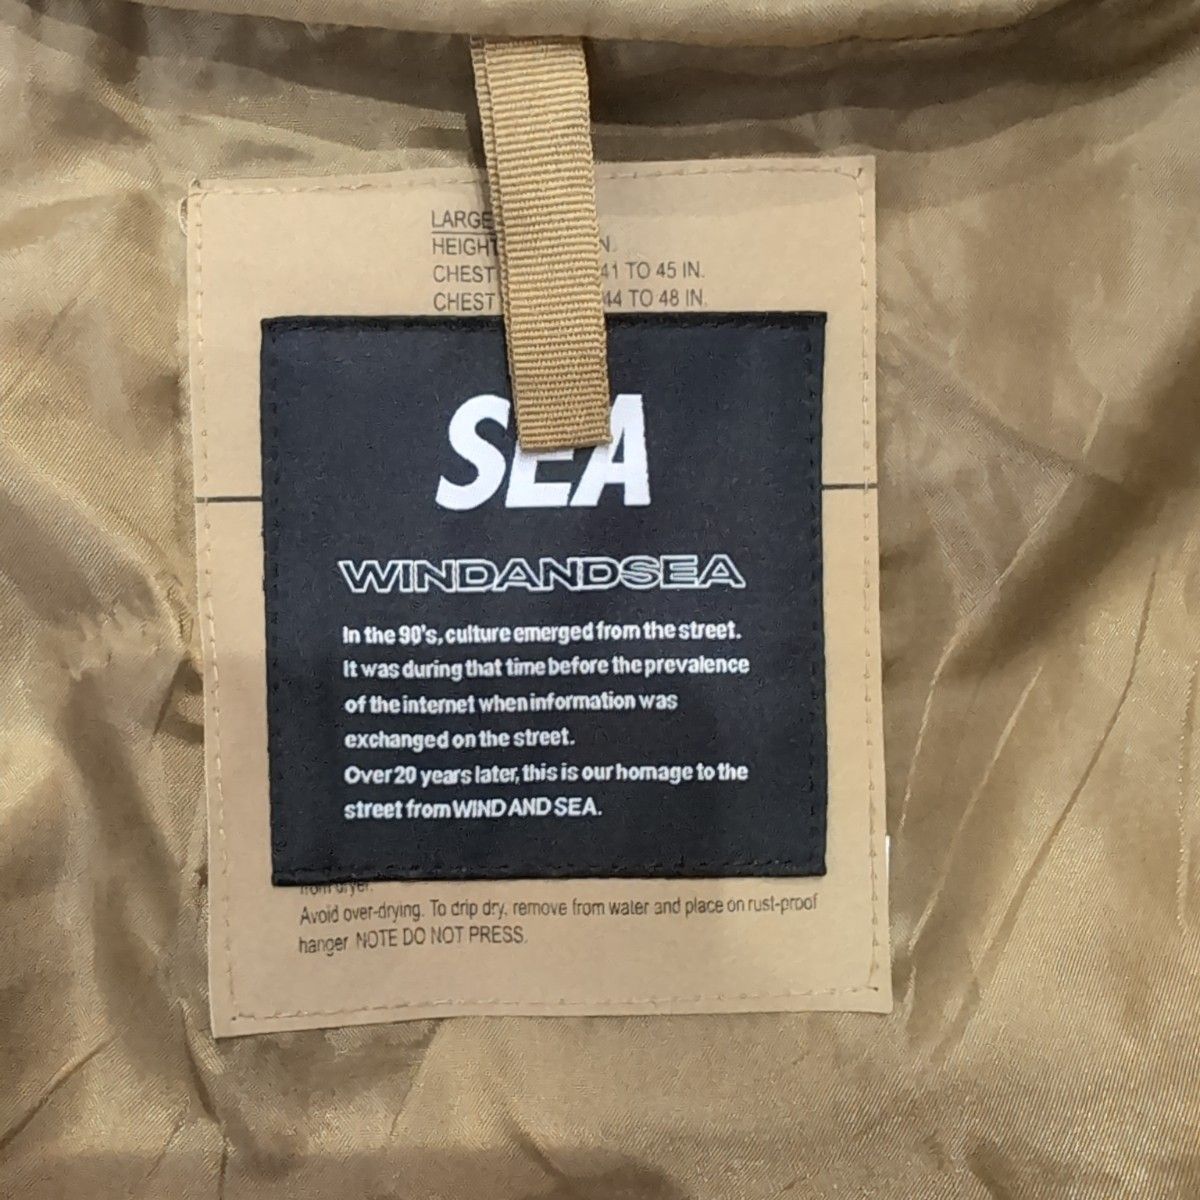 LARGE
HEIGHT N.
CHEST 41 TO 45 IN.
CHEST 44 TO 48 IN.
SEA
WINDANDSEA
In the 90's, culture emerged from the street.
It was during that time before the prevalence
of the internet when information was
exchanged on the street.
Over 20 years later, this is our homage to the
street from WIND AND SEA.
from dryer.
Avoid over-drying. To drip dry, remove from water and place on rust-proof
hanger. NOTE DO NOT PRESS.